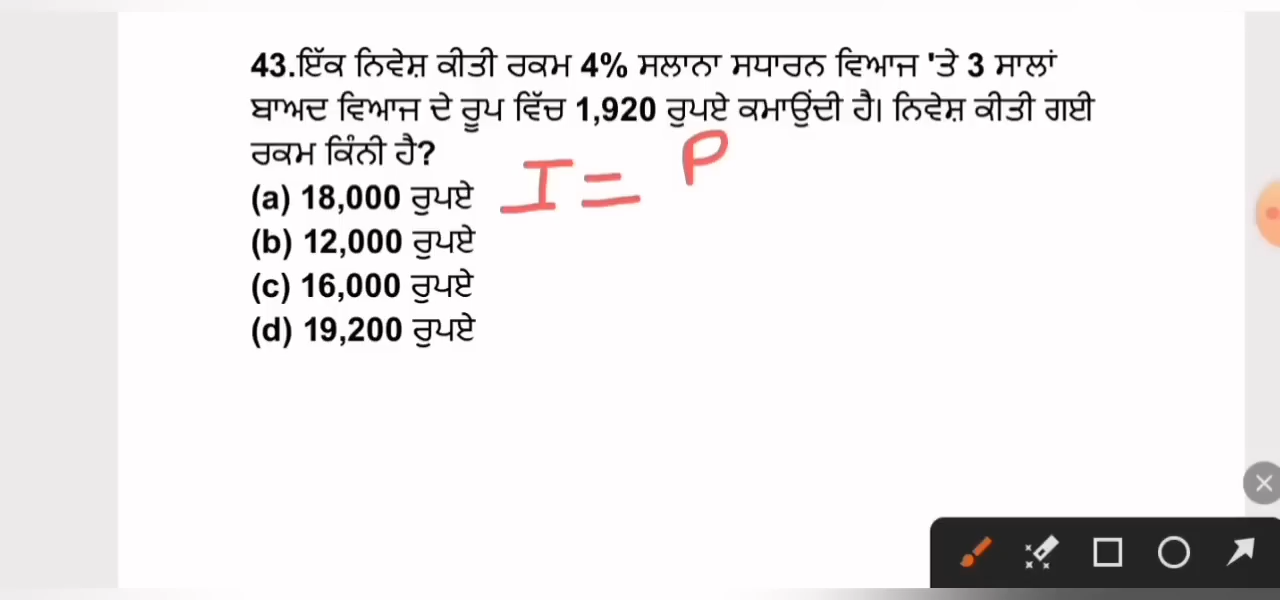 43.ਇੱਕ ਨਿਵੇਸ਼ ਕੀਤੀ ਰਕਮ 4% ਸਲਾਨਾ ਸਧਾਰਨ ਵਿਆਜ 'ਤੇ 3 ਸਾਲਾਂ
ਬਾਅਦ ਵਿਆਜ ਦੇ ਰੂਪ ਵਿੱਚ 1,920 ਰੁਪਏ ਕਮਾਉਂਦੀ ਹੈ। ਨਿਵੇਸ਼ ਕੀਤੀ ਗਈ
ਰਕਮ ਕਿੰਨੀ ਹੈ?
I = P
(a) 18,000 ਰੁਪਏ
(b) 12,000 ਰੁਪਏ
(c) 16,000 ਰੁਪਏ
(d) 19,200 ਰੁਪਏ